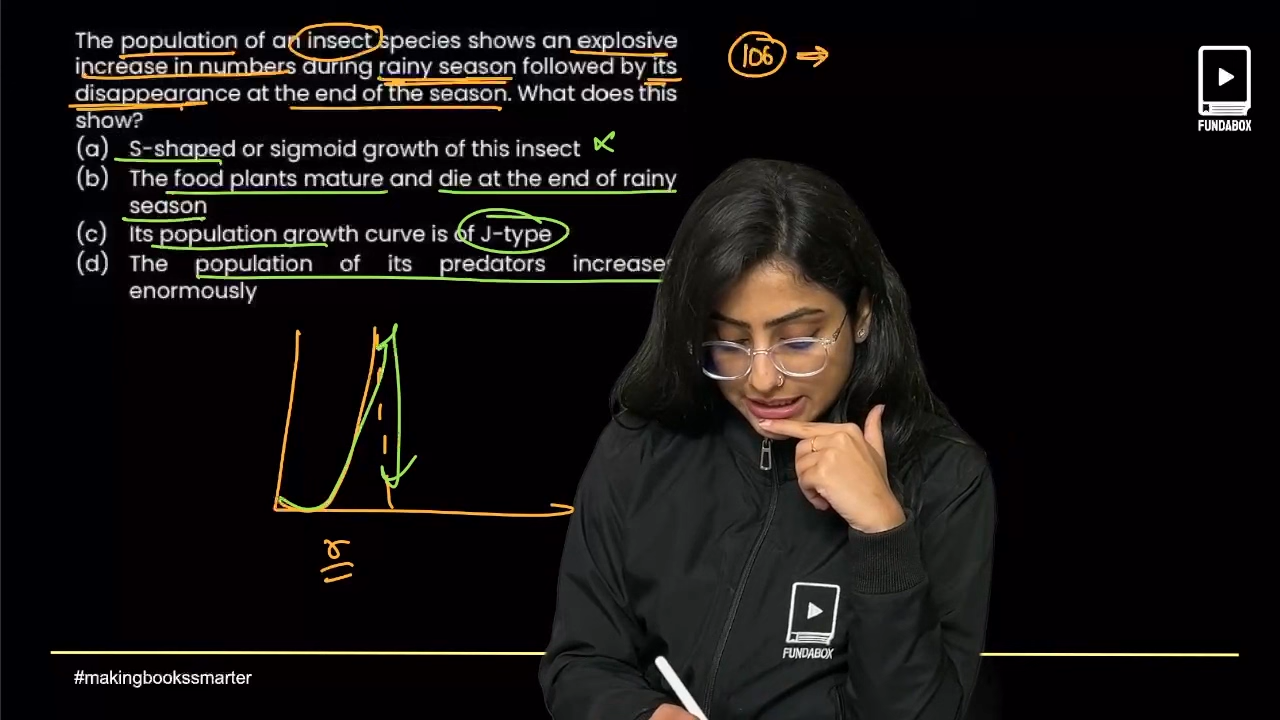 The population of an insect species shows an explosive
increase in numbers during rainy season followed by its
disappearance at the end of the season. What does this
show?
(a) S-shaped or sigmoid growth of this insect
(b) The food plants mature and die at the end of rainy
season
(c) Its population growth curve is of J-type
(d) The population of its predators increases
enormously
106 →
FUNDABOX
r
FUNDABOX
#makingbookssmarter